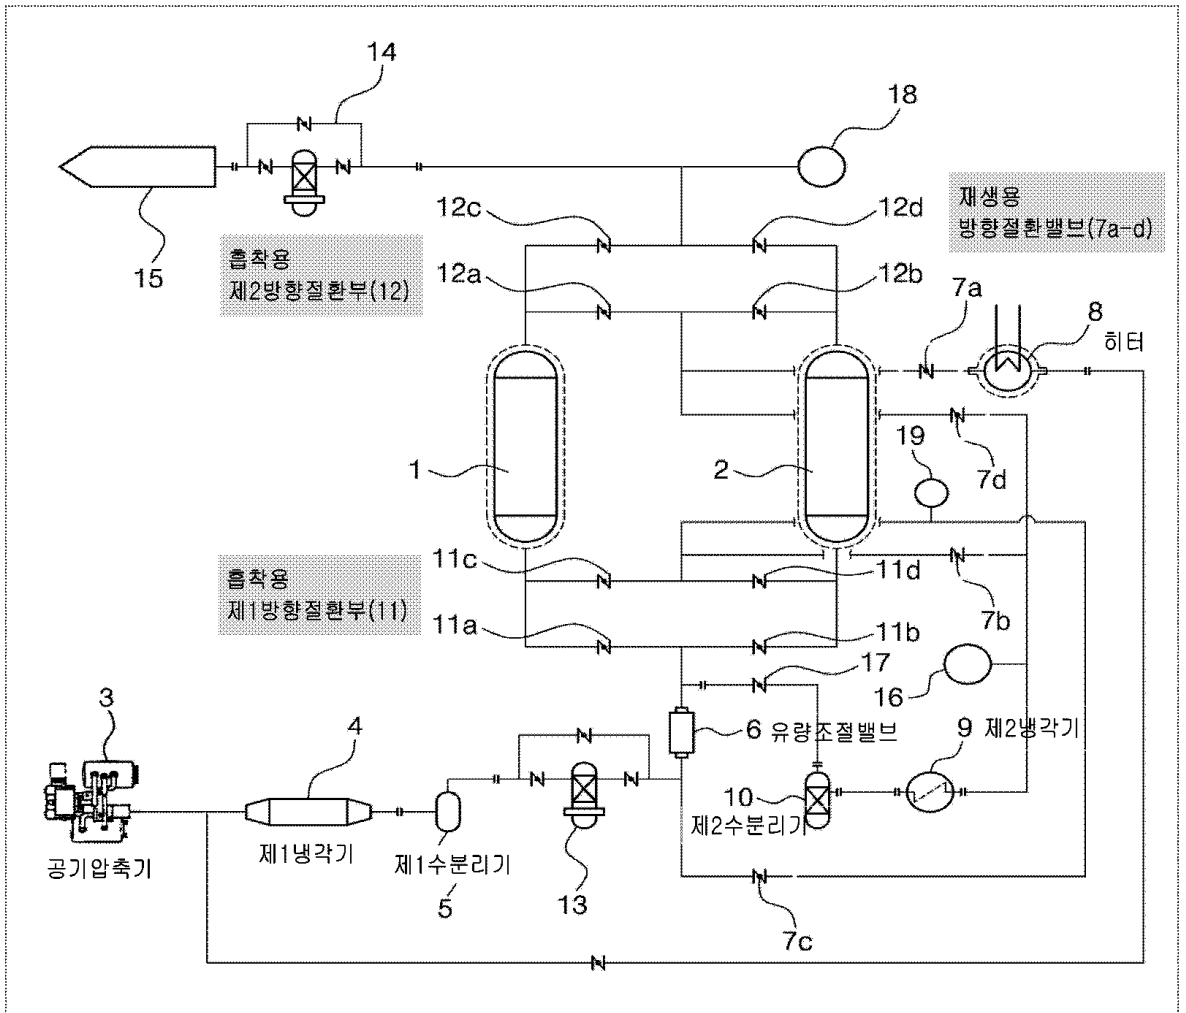 14
18
재생용
방향절환밸브(7a-d)
12c
12d
15
흡착용
제2방향절환부(12)
12a
12b
7a
8
히터
1
2
19
7d
흡착용
제1방향절환부(11)
11c
11d
11a
11b
7b
17
16
3
4
6 유량조절밸브
9 제2냉각기
10
제2수분리기
공기압축기
제1냉각기
제1수분리기
5
13
7c